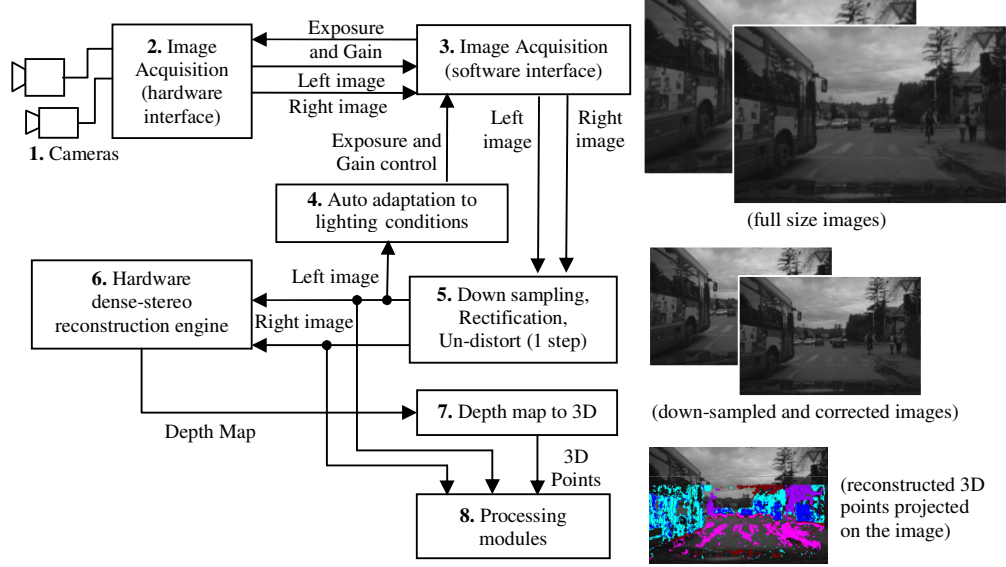 Exposure
and Gain
Left image
Right image
2. Image
Acquisition
(hardware
interface)
3. Image Acquisition
(software interface)
1. Cameras
Exposure and
Gain control
Left
image
Right
image
(full size images)
4. Auto adaptation to
lighting conditions
6. Hardware
dense-stereo
reconstruction engine
Left image
Right image
5. Down sampling,
Rectification,
Un-distort (1 step)
(down-sampled and corrected images)
7. Depth map to 3D
Depth Map
3D
Points
8. Processing
modules
(reconstructed 3D
points projected
on the image)